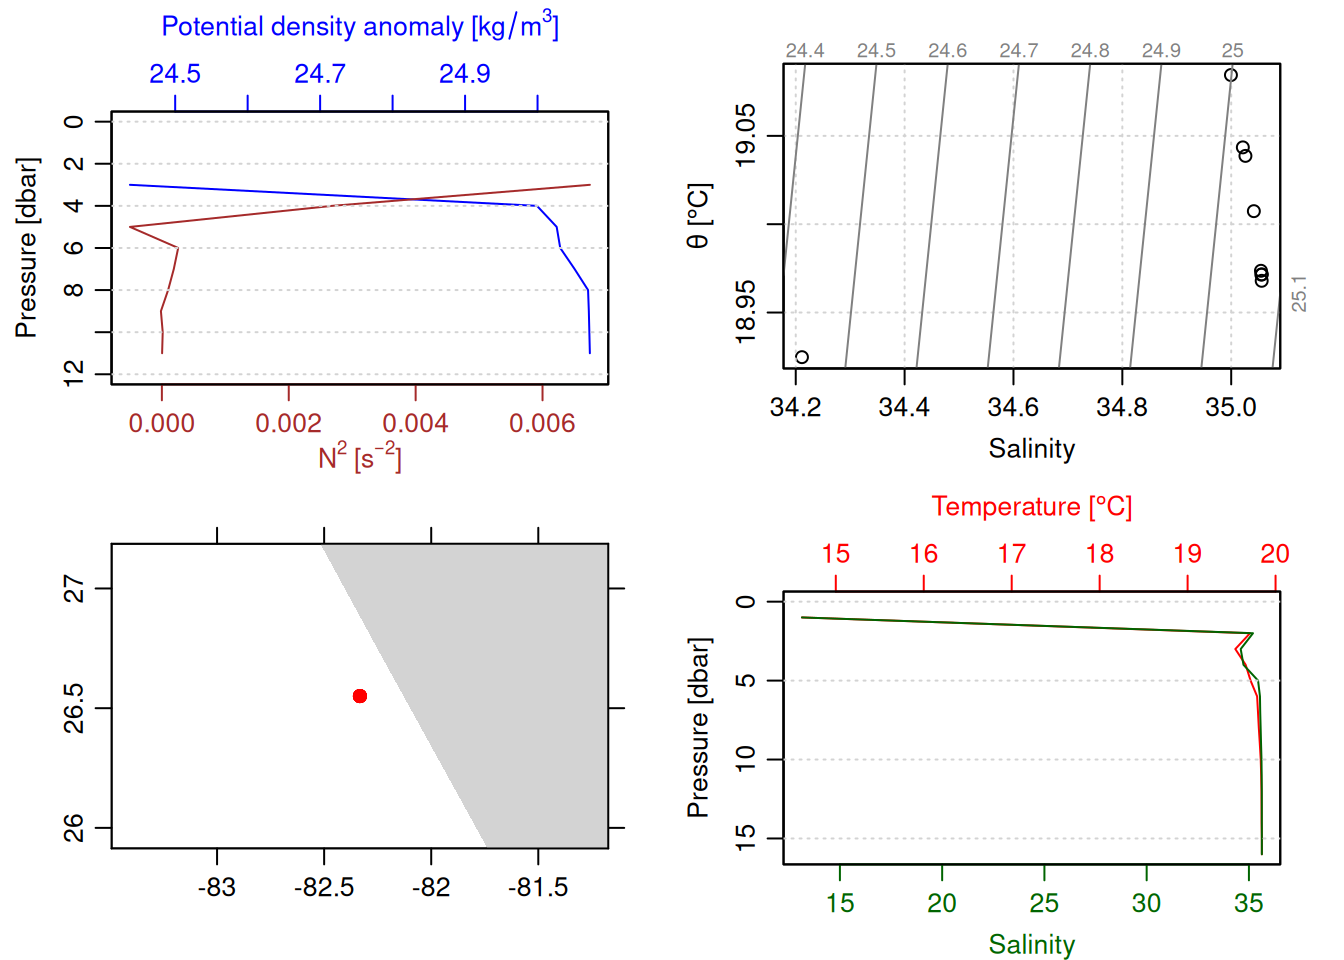 Potential density anomaly [kg/m³]
24.5 24.7 24.9
Pressure [dbar]
0
2
4
6
8
12
0.000 0.002 0.004 0.006
N² [s⁻²]
24.4 24.5 24.6 24.7 24.8 24.9 25
25.1
θ [°C]
19.05
18.95
34.2 34.4 34.6 34.8 35.0
Salinity
27
26.5
26
-83 -82.5 -82 -81.5
Temperature [°C]
15 16 17 18 19 20
Pressure [dbar]
0
5
10
15
15 20 25 30 35
Salinity